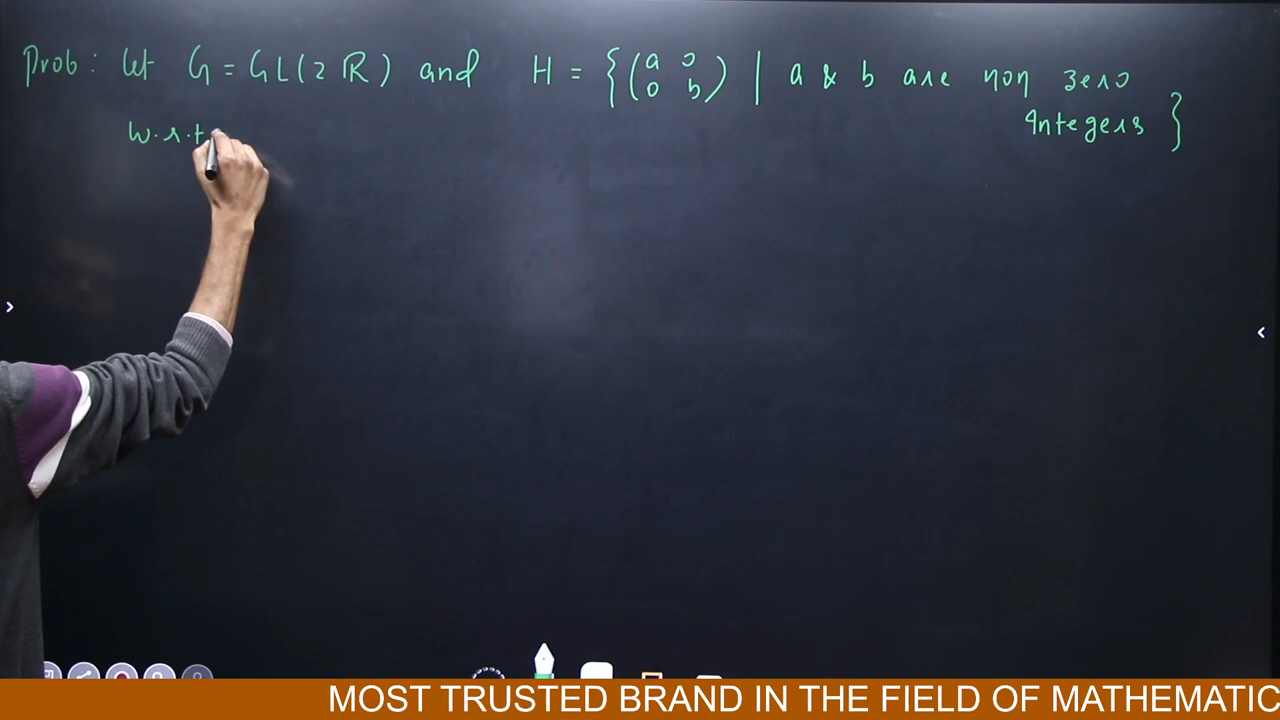 Prob : let G = GL(2 ℝ) and H = { ( a 0 0 b ) | a & b are non zero
Integers }
w.r.t
MOST TRUSTED BRAND IN THE FIELD OF MATHEMATIC